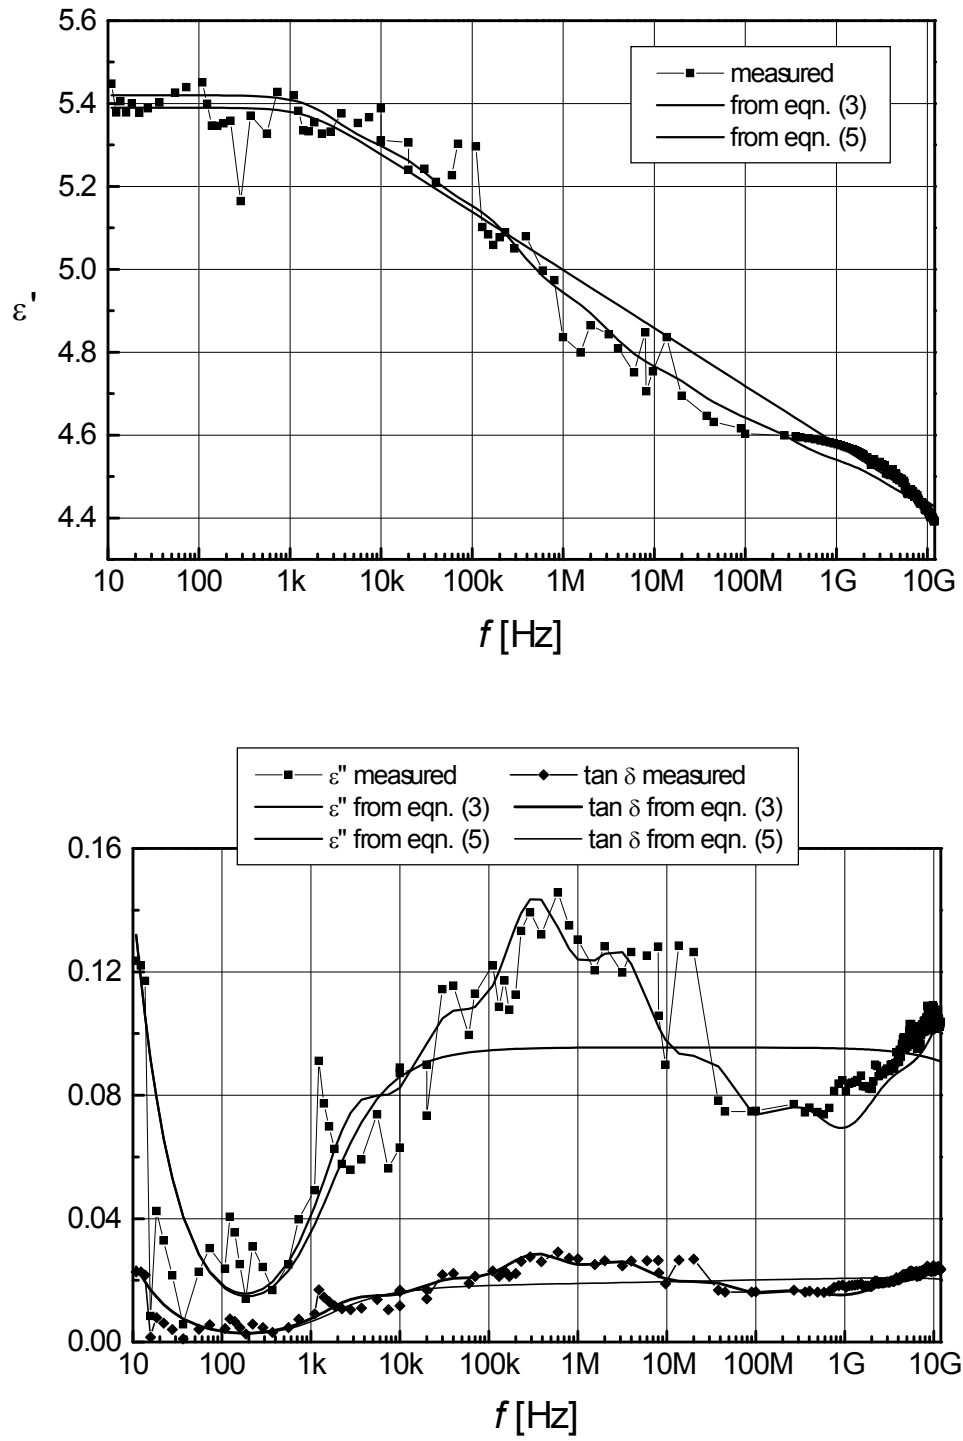 5.6
5.4
5.2
5.0
4.8
4.6
4.4
ε'
measured
from eqn. (3)
from eqn. (5)
10 100 1k 10k 100k 1M 10M 100M 1G 10G
f [Hz]
ε" measured tan δ measured
ε" from eqn. (3) tan δ from eqn. (3)
ε" from eqn. (5) tan δ from eqn. (5)
0.16
0.12
0.08
0.04
0.00
10 100 1k 10k 100k 1M 10M 100M 1G 10G
f [Hz]